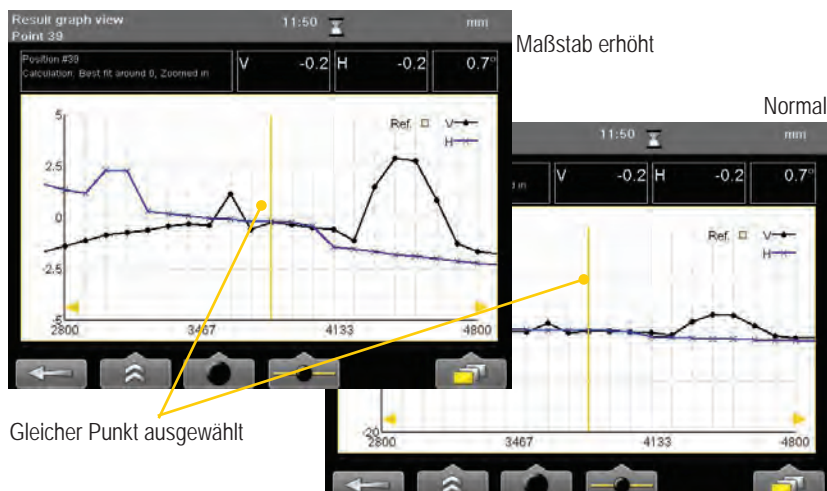 Result graph view
Point 39
11:50
mm
Position #39
Calculation: Best fit around 0, Zoomed in
V -0.2 H -0.2 0.7°
Maßstab erhöht
5
2.5
0
-2.5
-5
2800 3467 4133 4800
Ref. V
H
Normal
11:50
mm
d in
V -0.2 H -0.2 0.7°
Ref. V
H
-20
2800 3467 4133 4800
Gleicher Punkt ausgewählt